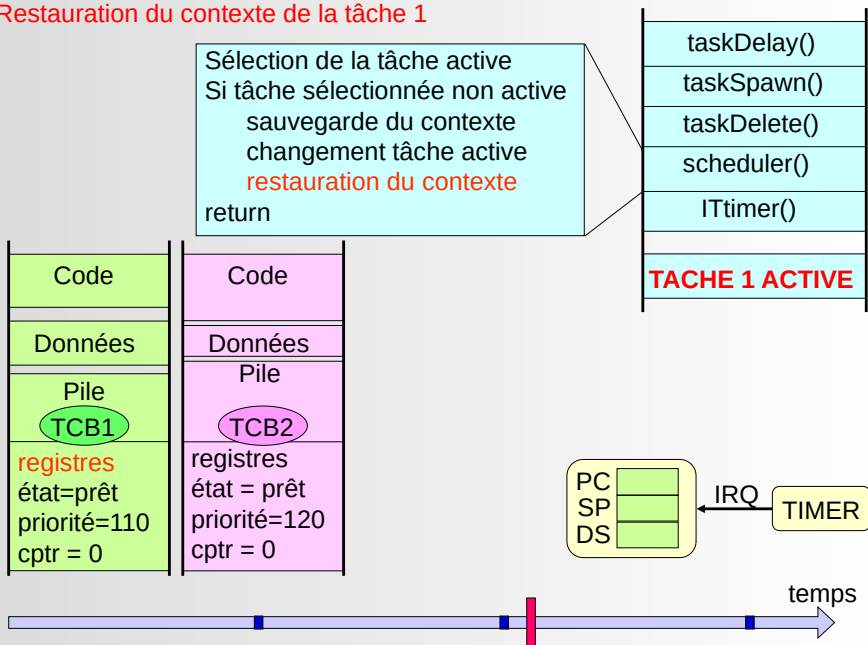 Restauration du contexte de la tâche 1
Sélection de la tâche active
Si tâche sélectionnée non active
sauvegarde du contexte
changement tâche active
restauration du contexte
return
taskDelay()
taskSpawn()
taskDelete()
scheduler()
ITtimer()
TACHE 1 ACTIVE
Code
Données
Pile
TCB1
registres
état=prêt
priorité=110
cptr = 0
Code
Données
Pile
TCB2
registres
état = prêt
priorité=120
cptr = 0
PC
SP
DS
IRQ
TIMER
temps